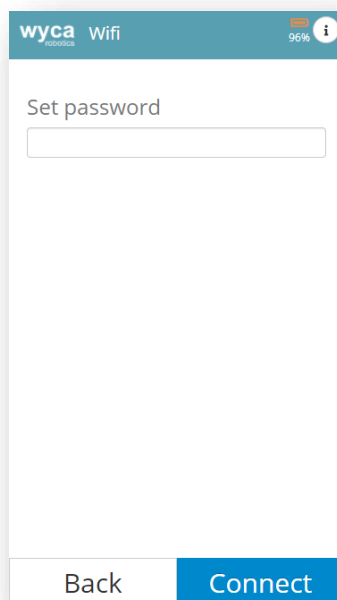 wyca
robotics
Wifi
96%
i
Set password
Back
Connect